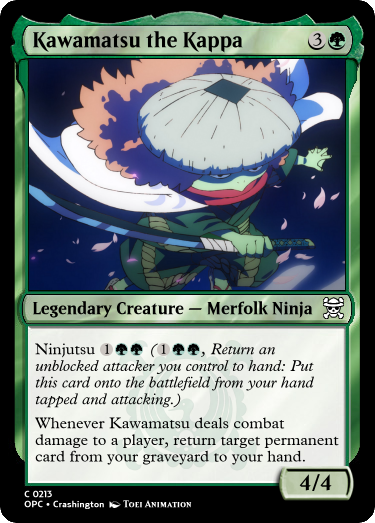 Kawamatsu the Kappa 3
Legendary Creature — Merfolk Ninja
Ninjutsu 1 (1, Return an
unblocked attacker you control to hand: Put
this card onto the battlefield from your hand
tapped and attacking.)
Whenever Kawamatsu deals combat
damage to a player, return target permanent
card from your graveyard to your hand.
4/4
C 0213
OPC • Crashington TOEI ANIMATION